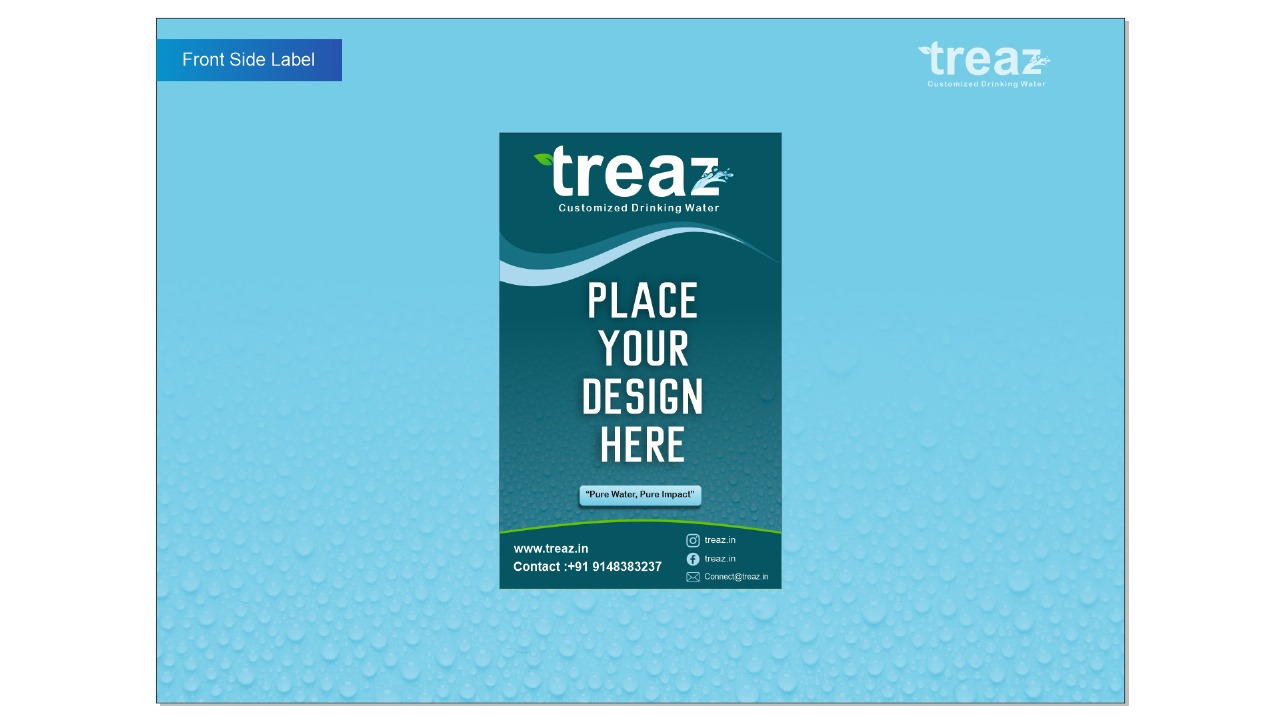 Front Side Label
treaz
Customized Drinking Water
treaz
Customized Drinking Water
PLACE
YOUR
DESIGN
HERE
“Pure Water, Pure Impact”
www.treaz.in
Contact :+91 9148383237
treaz.in
treaz.in
Connect@treaz.in